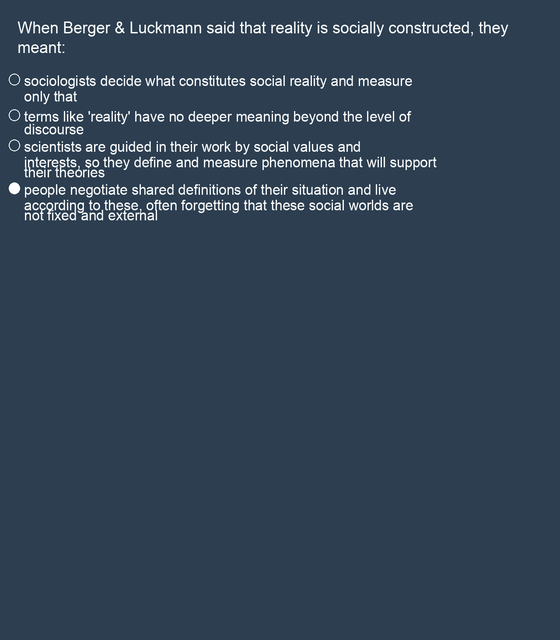 When Berger & Luckmann said that reality is socially constructed, they
meant:
sociologists decide what constitutes social reality and measure
only that
terms like 'reality' have no deeper meaning beyond the level of
discourse
scientists are guided in their work by social values and
interests, so they define and measure phenomena that will support
their theories
people negotiate shared definitions of their situation and live
according to these, often forgetting that these social worlds are
not fixed and external